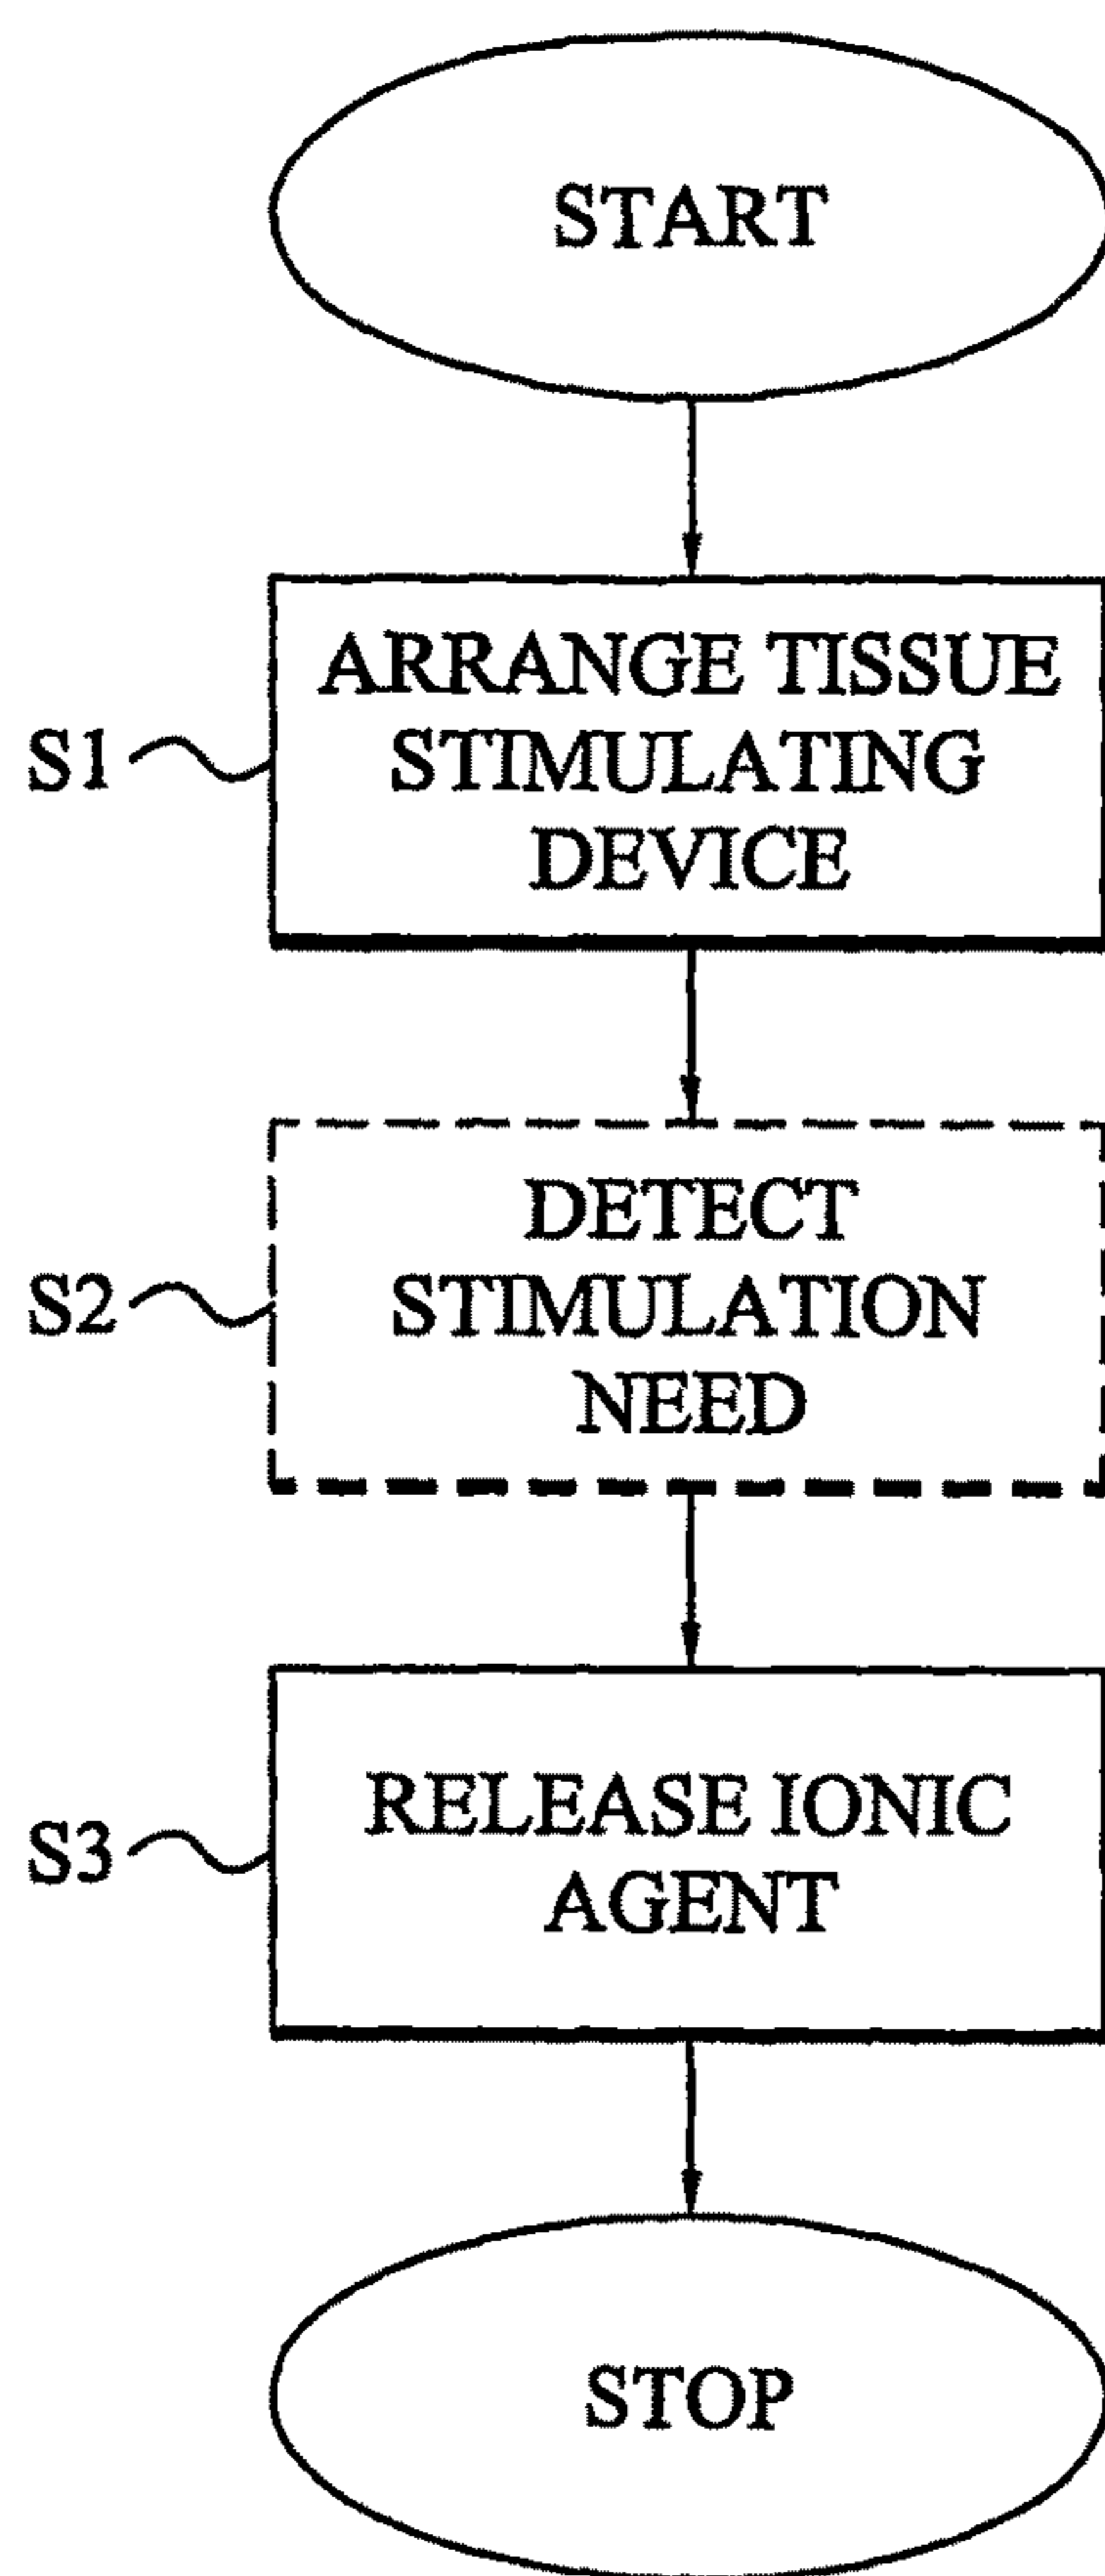 START
ARRANGE TISSUE
S1 STIMULATING
DEVICE
DETECT
S2 STIMULATION
NEED
RELEASE IONIC
S3
AGENT
STOP